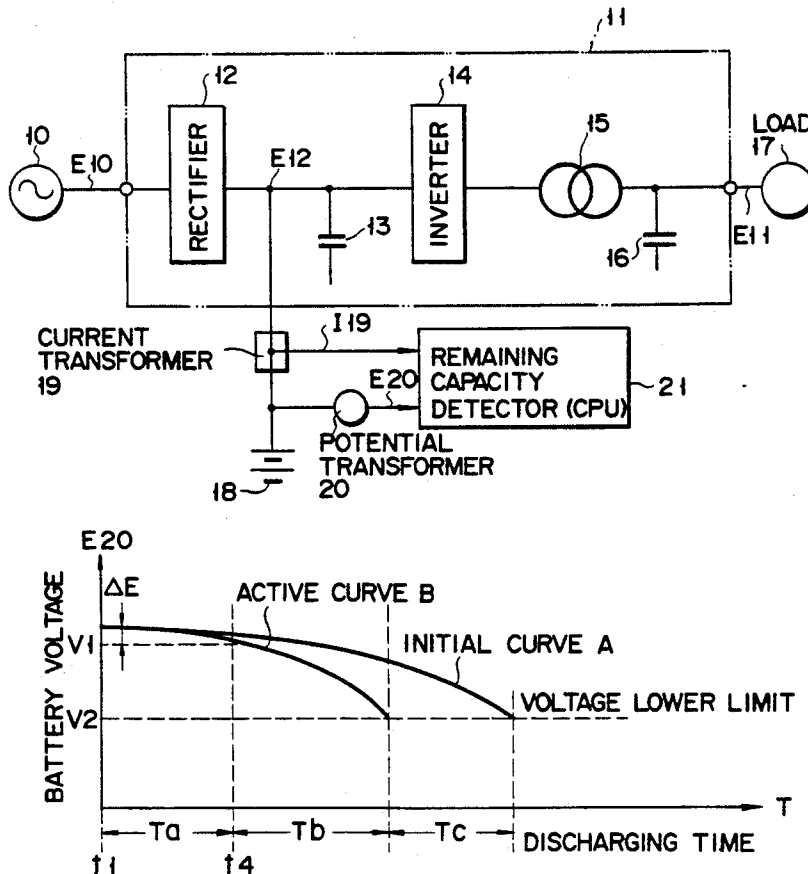 11
12
14
10
15
LOAD
17
E10
E12
RECTIFIER
INVERTER
13
16
E11
CURRENT
TRANSFORMER
19
I19
E20
REMAINING
CAPACITY
DETECTOR (CPU)
21
POTENTIAL
TRANSFORMER
20
18
E20
BATTERY VOLTAGE
ΔE
ACTIVE CURVE B
INITIAL CURVE A
V1
VOLTAGE LOWER LIMIT
V2
T
Ta
Tb
Tc
DISCHARGING TIME
t1
t4